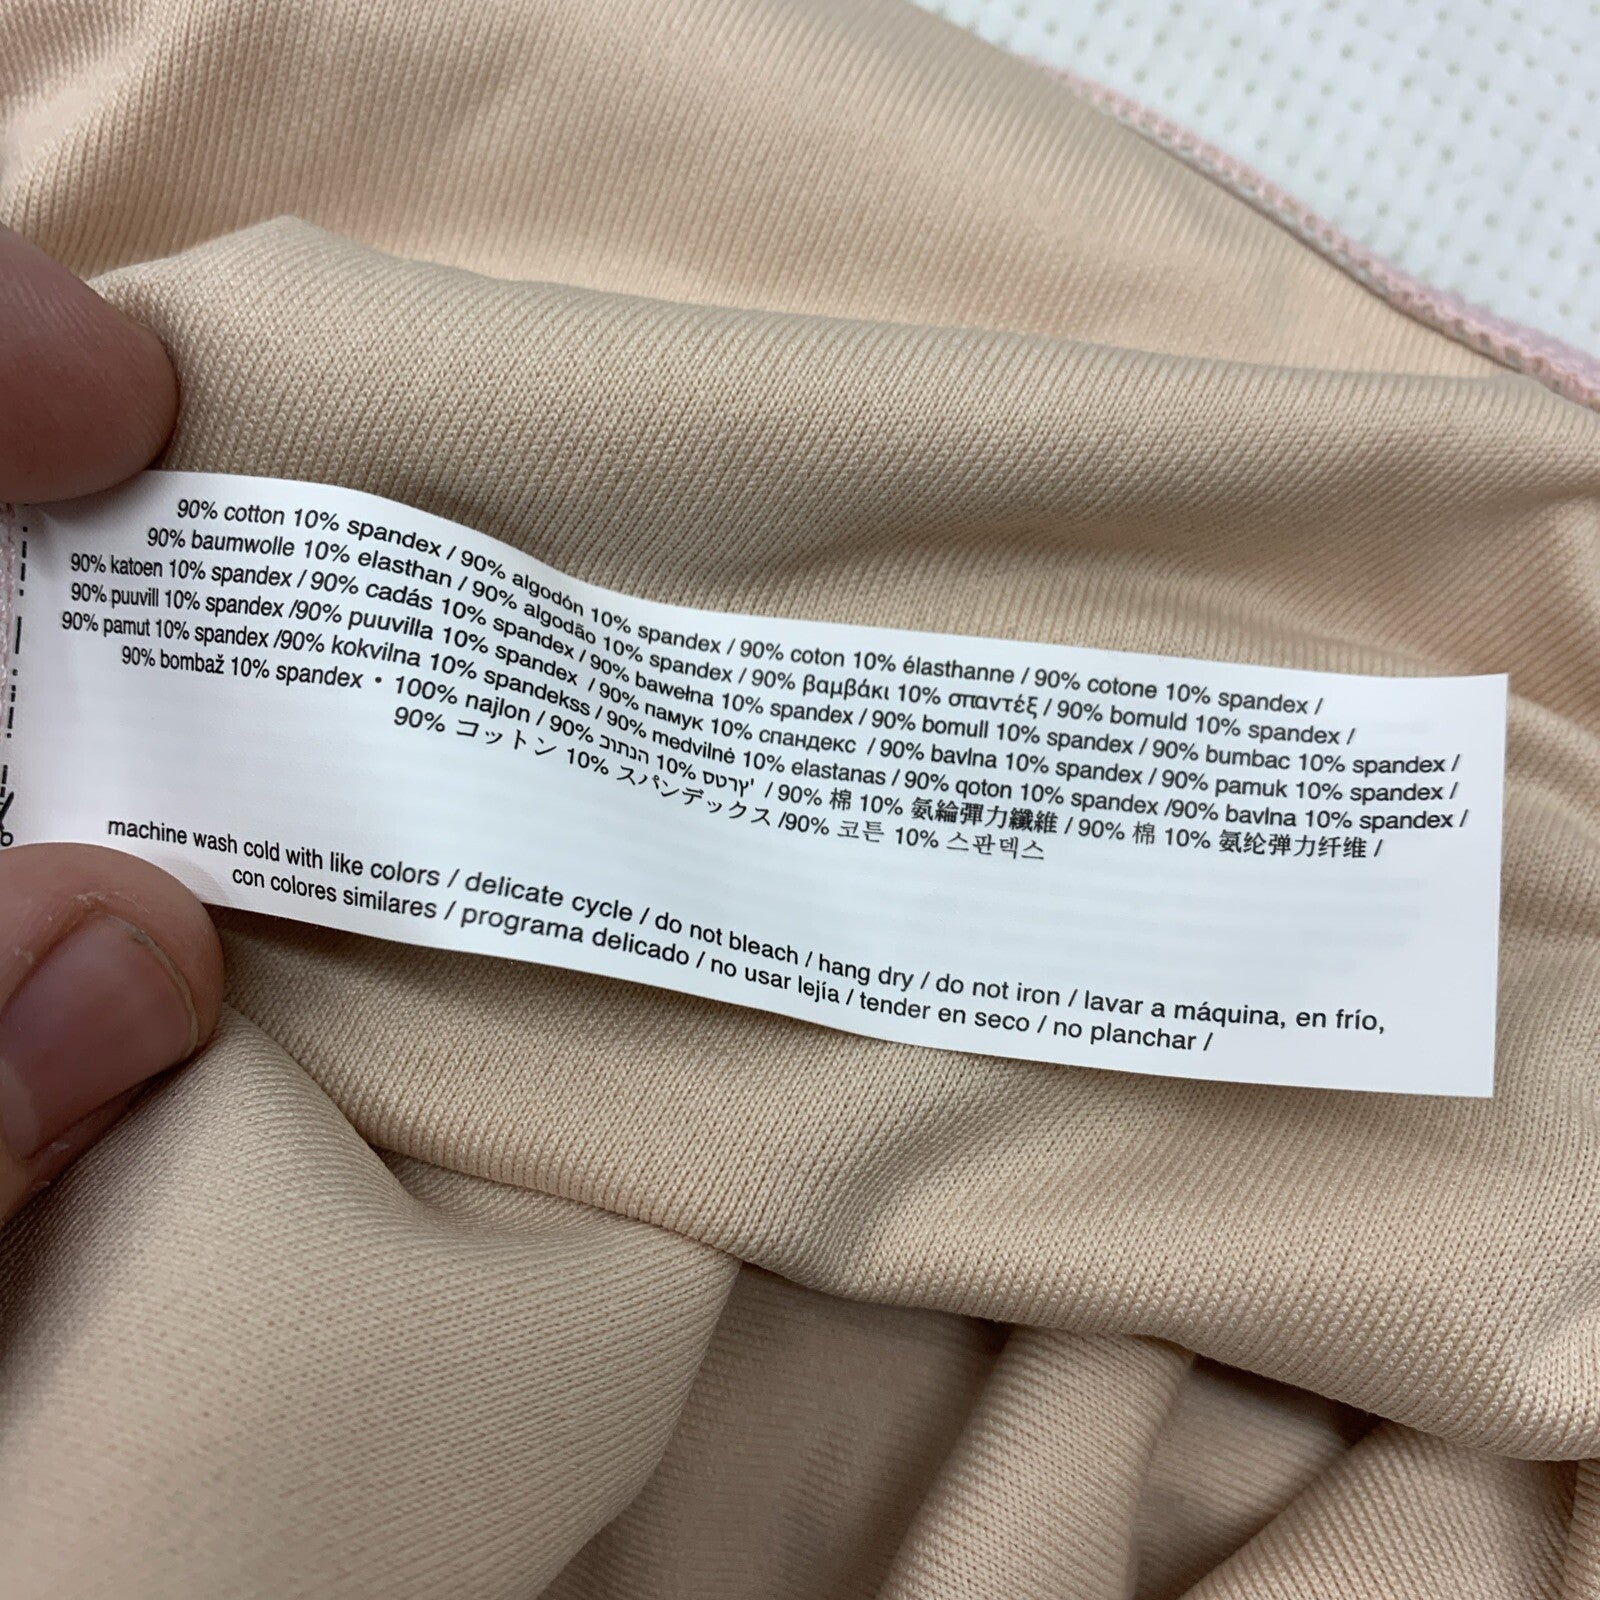 90% cotton 10% spandex / 90% algodón 10% spandex / 90% coton 10% élasthanne / 90% cotone 10% spandex /
90% baumwolle 10% elasthan / 90% algodão 10% spandex / 90% βαμβάκι 10% σπαντέξ / 90% bomuld 10% spandex /
90% katoen 10% spandex / 90% cadás 10% spandex / 90% bawełna 10% spandex / 90% bomull 10% spandex / 90% bumbac 10% spandex /
90% puuvill 10% spandex /90% puuvilla 10% spandex / 90% памук 10% спандекс / 90% bavlna 10% spandex / 90% pamuk 10% spandex /
90% pamut 10% spandex /90% kokvilna 10% spandekss / 90% medvilnė 10% elastanas / 90% qoton 10% spandex /90% bavlna 10% spandex /
90% bombaž 10% spandex • 100% najlon / 90% הנתוכ 10% ץרטס' / 90% 棉 10% 氨綸彈力纖維 / 90% 棉 10% 氨纶弹力纤维 /
90% コットン 10% スパンデックス /90% 코튼 10% 스판덱스
machine wash cold with like colors / delicate cycle / do not bleach / hang dry / do not iron / lavar a máquina, en frío,
con colores similares / programa delicado / no usar lejía / tender en seco / no planchar /